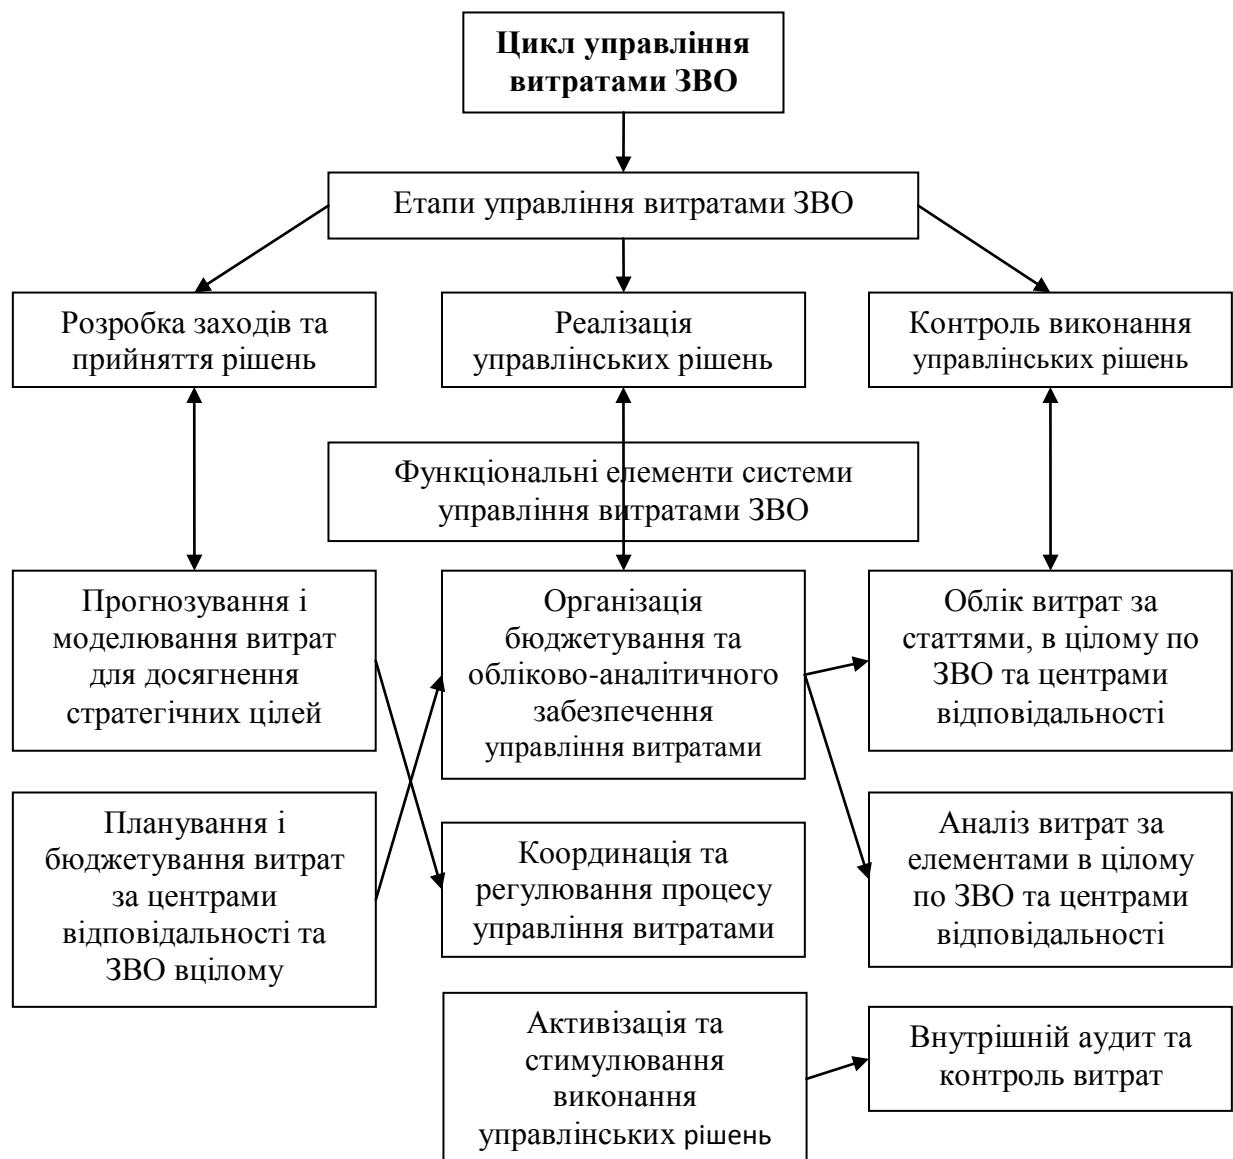 Цикл управління
витратами ЗВО
Етапи управління витратами ЗВО
Розробка заходів та
прийняття рішень
Реалізація
управлінських рішень
Контроль виконання
управлінських рішень
Функціональні елементи системи
управління витратами ЗВО
Прогнозування і
моделювання витрат
для досягнення
стратегічних цілей
Організація
бюджетування та
обліково-аналітичного
забезпечення
управління витратами
Облік витрат за
статтями, в цілому по
ЗВО та центрами
відповідальності
Планування і
бюджетування витрат
за центрами
відповідальності та
ЗВО вцілому
Координація та
регулювання процесу
управління витратами
Аналіз витрат за
елементами в цілому
по ЗВО та центрами
відповідальності
Активізація та
стимулювання
виконання
управлінських рішень
Внутрішній аудит та
контроль витрат